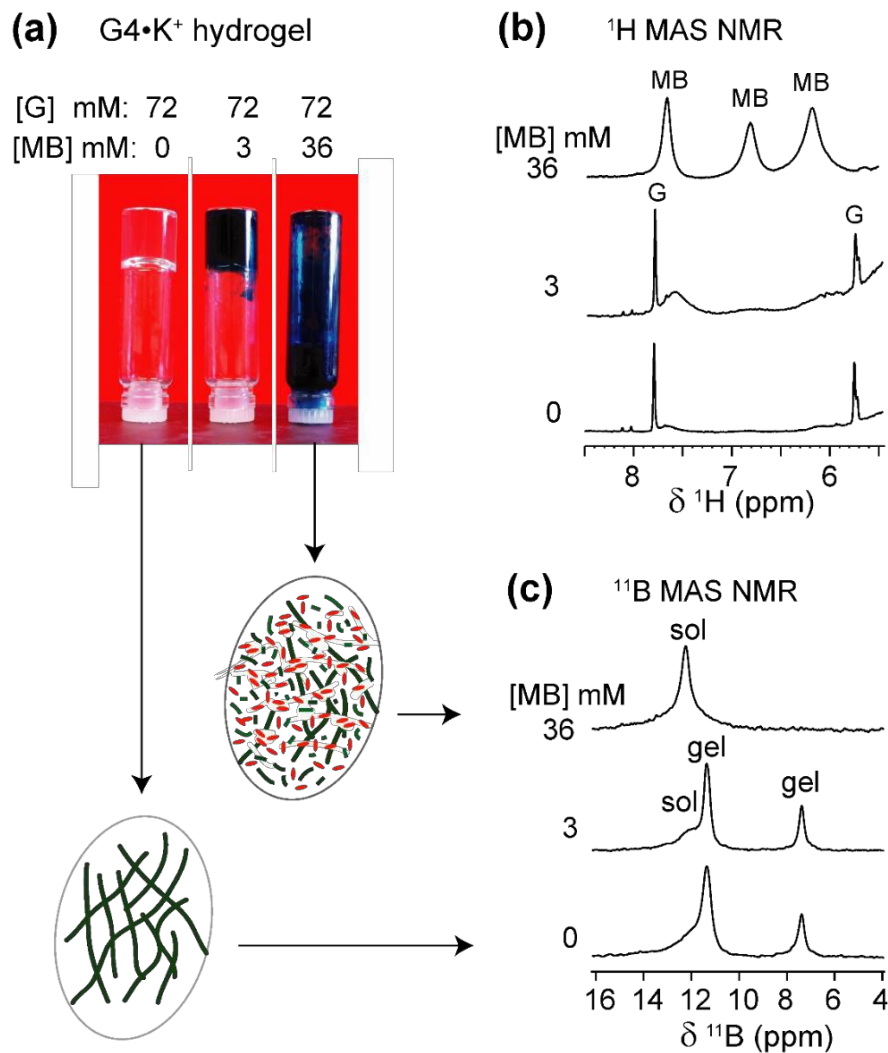 (a) G4•K⁺ hydrogel
[G] mM: 72 72 72
[MB] mM: 0 3 36
(b) ¹H MAS NMR
MB MB MB
[MB] mM
36
G G
3
0
8 7 6
δ ¹H (ppm)
(c) ¹¹B MAS NMR
sol
[MB] mM
36
gel
sol gel
3
0
16 14 12 10 8 6 4
δ ¹¹B (ppm)